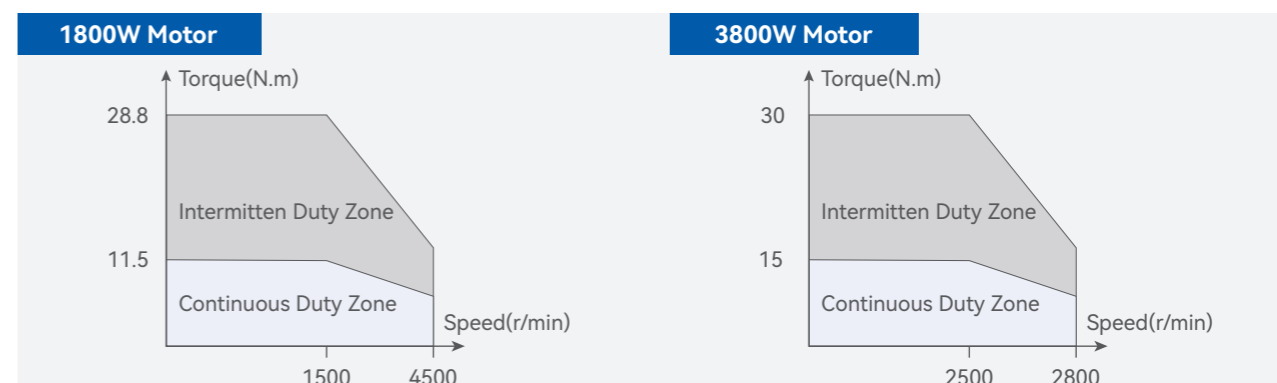 1800W Motor
Torque(N.m)
28.8
Intermitten Duty Zone
11.5
Continuous Duty Zone
Speed(r/min)
1500 4500
3800W Motor
Torque(N.m)
30
Intermitten Duty Zone
15
Continuous Duty Zone
Speed(r/min)
2500 2800